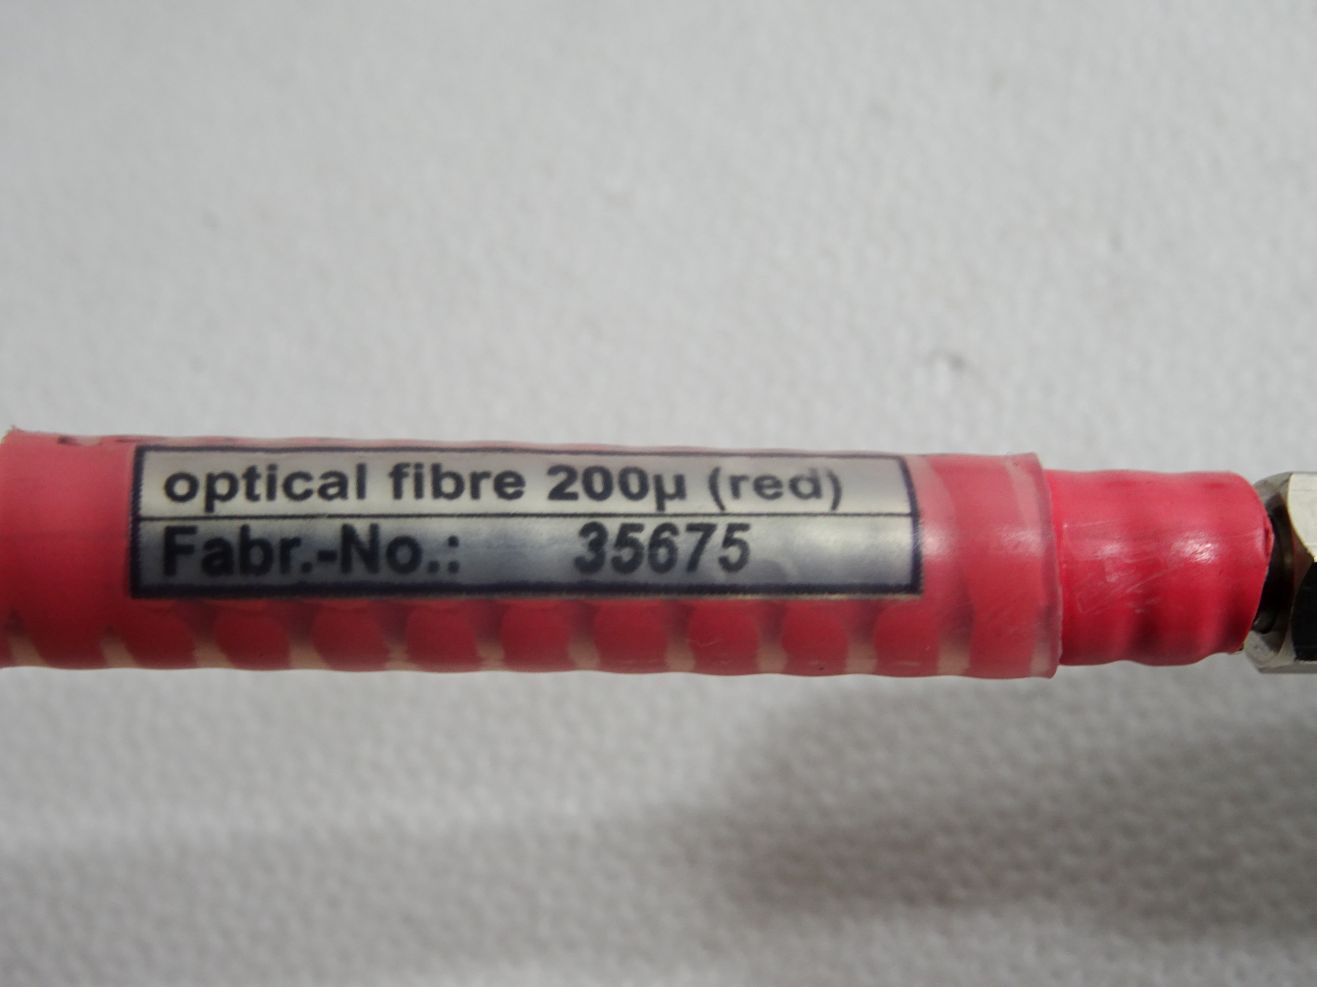 optical fibre 200µ (red)
Fabr.-No.: 35675